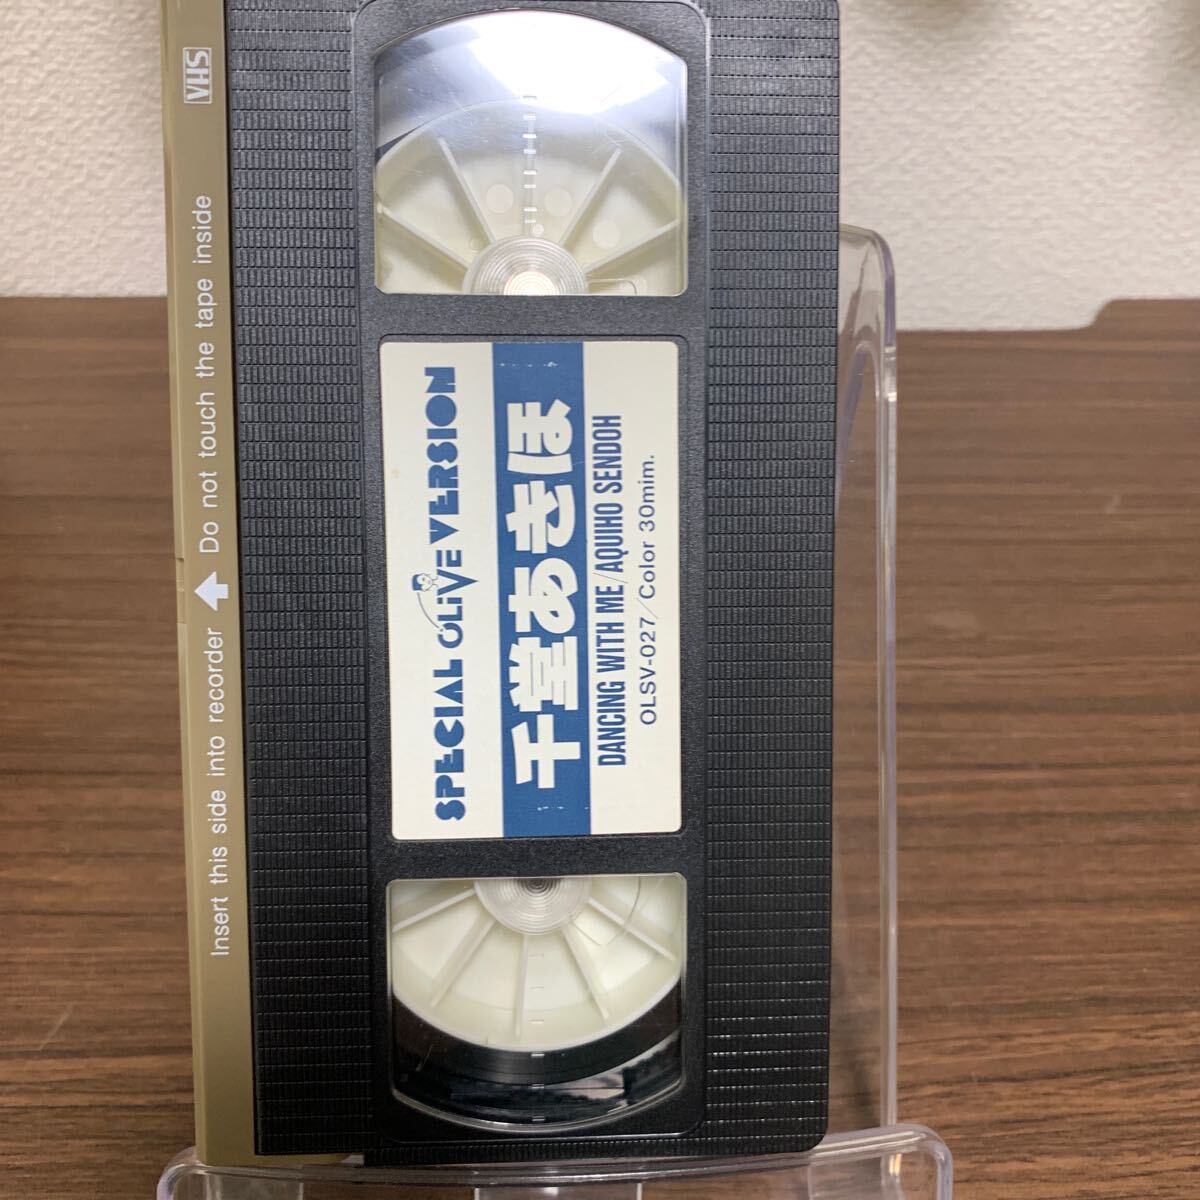 VHS
Insert this side into recorder ⬆ Do not touch the tape inside
SPECIAL OLIVE VERSION
千堂あきほ
DANCING WITH ME/AQUIHO SENDOH
OLSV-027/Color 30mim.